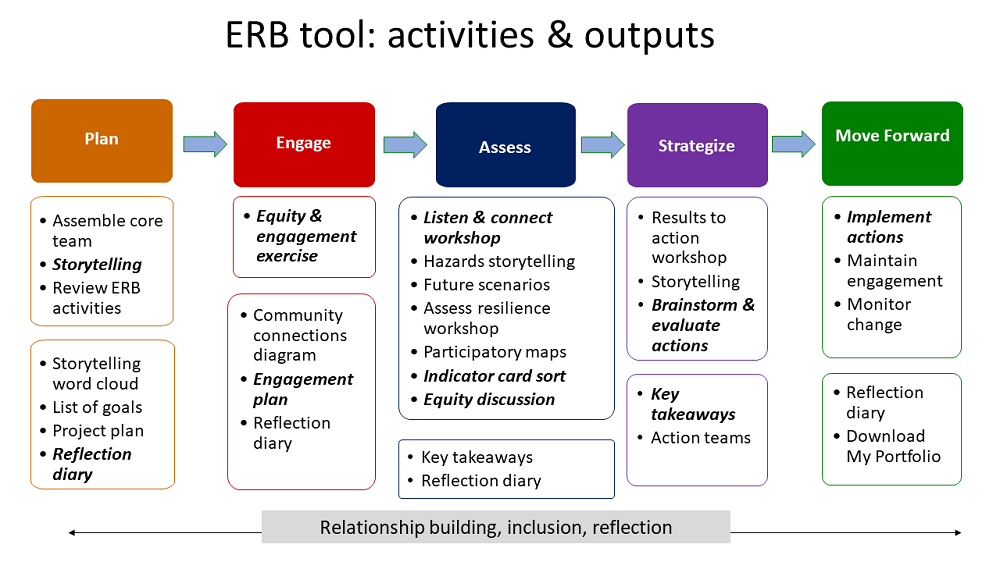 ERB tool: activities & outputs
Plan
Engage
Assess
Strategize
Move Forward
• Assemble core
team
• Storytelling
• Review ERB
activities
• Storytelling
word cloud
• List of goals
• Project plan
• Reflection
diary
• Equity &
engagement
exercise
• Community
connections
diagram
• Engagement
plan
• Reflection
diary
• Listen & connect
workshop
• Hazards storytelling
• Future scenarios
• Assess resilience
workshop
• Participatory maps
• Indicator card sort
• Equity discussion
• Key takeaways
• Reflection diary
• Results to
action
workshop
• Storytelling
• Brainstorm &
evaluate
actions
• Key
takeaways
• Action teams
• Implement
actions
• Maintain
engagement
• Monitor
change
• Reflection
diary
• Download
My Portfolio
Relationship building, inclusion, reflection